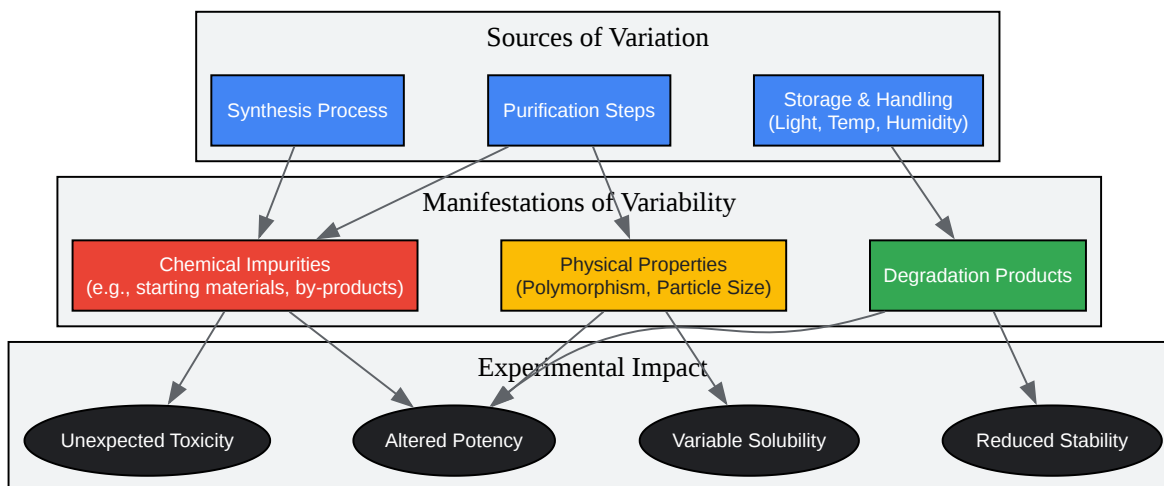 Sources of Variation
Synthesis Process
Purification Steps
Storage & Handling
(Light, Temp, Humidity)
Manifestations of Variability
Chemical Impurities
(e.g., starting materials, by-products)
Physical Properties
(Polymorphism, Particle Size)
Degradation Products
Experimental Impact
Unexpected Toxicity
Altered Potency
Variable Solubility
Reduced Stability